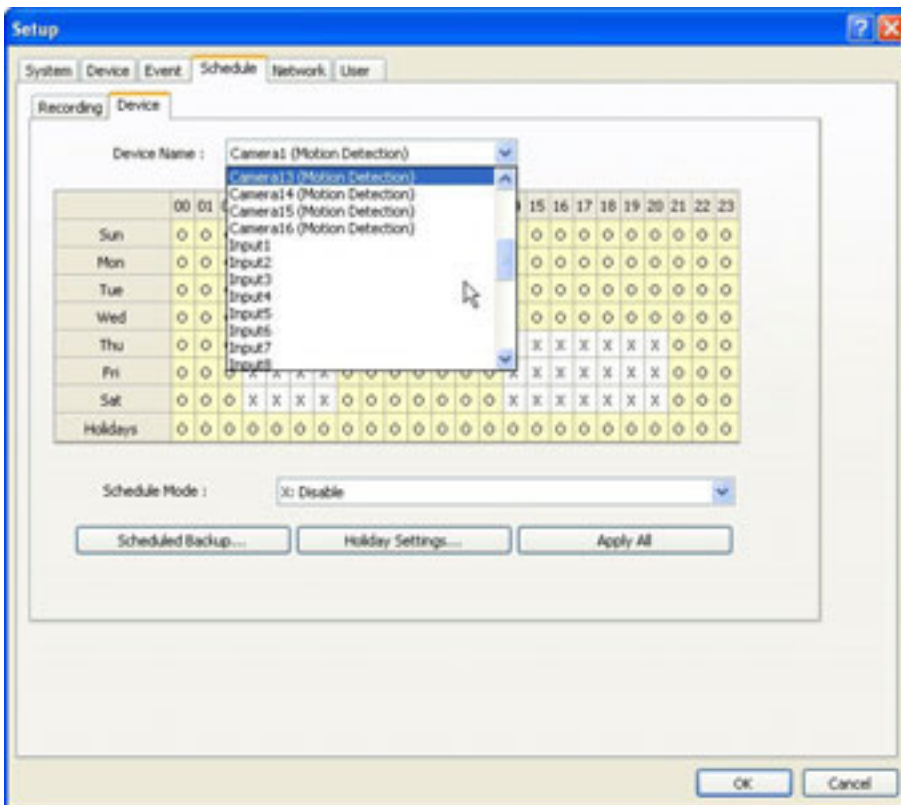 Setup
System Device Event Schedule Network User
Recording Device
Device Name : Camera1 (Motion Detection)
Camera13 (Motion Detection)
Camera14 (Motion Detection)
Camera15 (Motion Detection)
Camera16 (Motion Detection)
Input1
Input2
Input3
Input4
Input5
Input6
Input7
Input8
00 01 15 16 17 18 19 20 21 22 23
Sun O O O O O O O O O O O
Mon O O O O O O O O O O O
Tue O O O O O O O O O O O
Wed O O O O O O O O O O O
Thu O O X X X X X X O O O
Fri O O O X X X X O O O O O O O X X X X X X X O O O
Sat O O O X X X X O O O O O O O X X X X X X X O O O
Holidays O O O O O O O O O O O O O O O O O O O O O O O O
Schedule Mode : X: Disable
Scheduled Backup... Holiday Settings... Apply All
OK Cancel